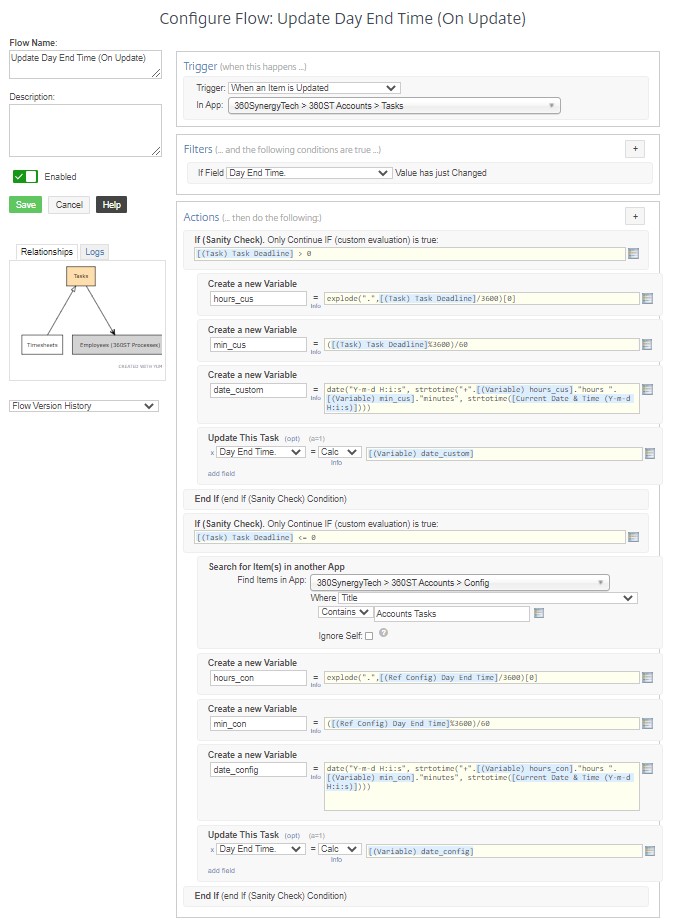 Configure Flow: Update Day End Time (On Update)
Flow Name:
Update Day End Time (On Update)
Description:
Enabled
Save Cancel Help
Relationships Logs
Tasks
Timesheets Employees (360ST Processes)
CREATED WITH YUM
Flow Version History
Trigger (when this happens ...)
Trigger: When an Item is Updated
In App: 360SynergyTech > 360ST Accounts > Tasks
Filters (... and the following conditions are true ...) +
If Field Day End Time. Value has just Changed
Actions (... then do the following:) +
If (Sanity Check). Only Continue IF (custom evaluation) is true:
[(Task) Task Deadline] > 0
Create a new Variable
hours_cus = explode(".",[(Task) Task Deadline]/3600)[0]
Info
Create a new Variable
min_cus = ([(Task) Task Deadline]%3600)/60
Info
Create a new Variable
date_custom = date("Y-m-d H:i:s", strtotime("+".[(Variable) hours_cus]."hours ".
Info [(Variable) min_cus]."minutes", strtotime([Current Date & Time (Y-m-d
H:i:s)])))
Update This Task (opt) (a=1)
x Day End Time. = Calc [(Variable) date_custom]
Info
add field
End If (end If (Sanity Check) Condition)
If (Sanity Check). Only Continue IF (custom evaluation) is true:
[(Task) Task Deadline] <= 0
Search for Item(s) in another App
Find Items in App: 360SynergyTech > 360ST Accounts > Config
Where Title
Contains Accounts Tasks
Ignore Self: ?
Create a new Variable
hours_con = explode(".",[(Ref Config) Day End Time]/3600)[0]
Info
Create a new Variable
min_con = ([(Ref Config) Day End Time]%3600)/60
Info
Create a new Variable
date_config = date("Y-m-d H:i:s", strtotime("+".[(Variable) hours_con]."hours ".
Info [(Variable) min_con]."minutes", strtotime([Current Date & Time (Y-m-d
H:i:s)])))
Update This Task (opt) (a=1)
x Day End Time. = Calc [(Variable) date_config]
Info
add field
End If (end If (Sanity Check) Condition)